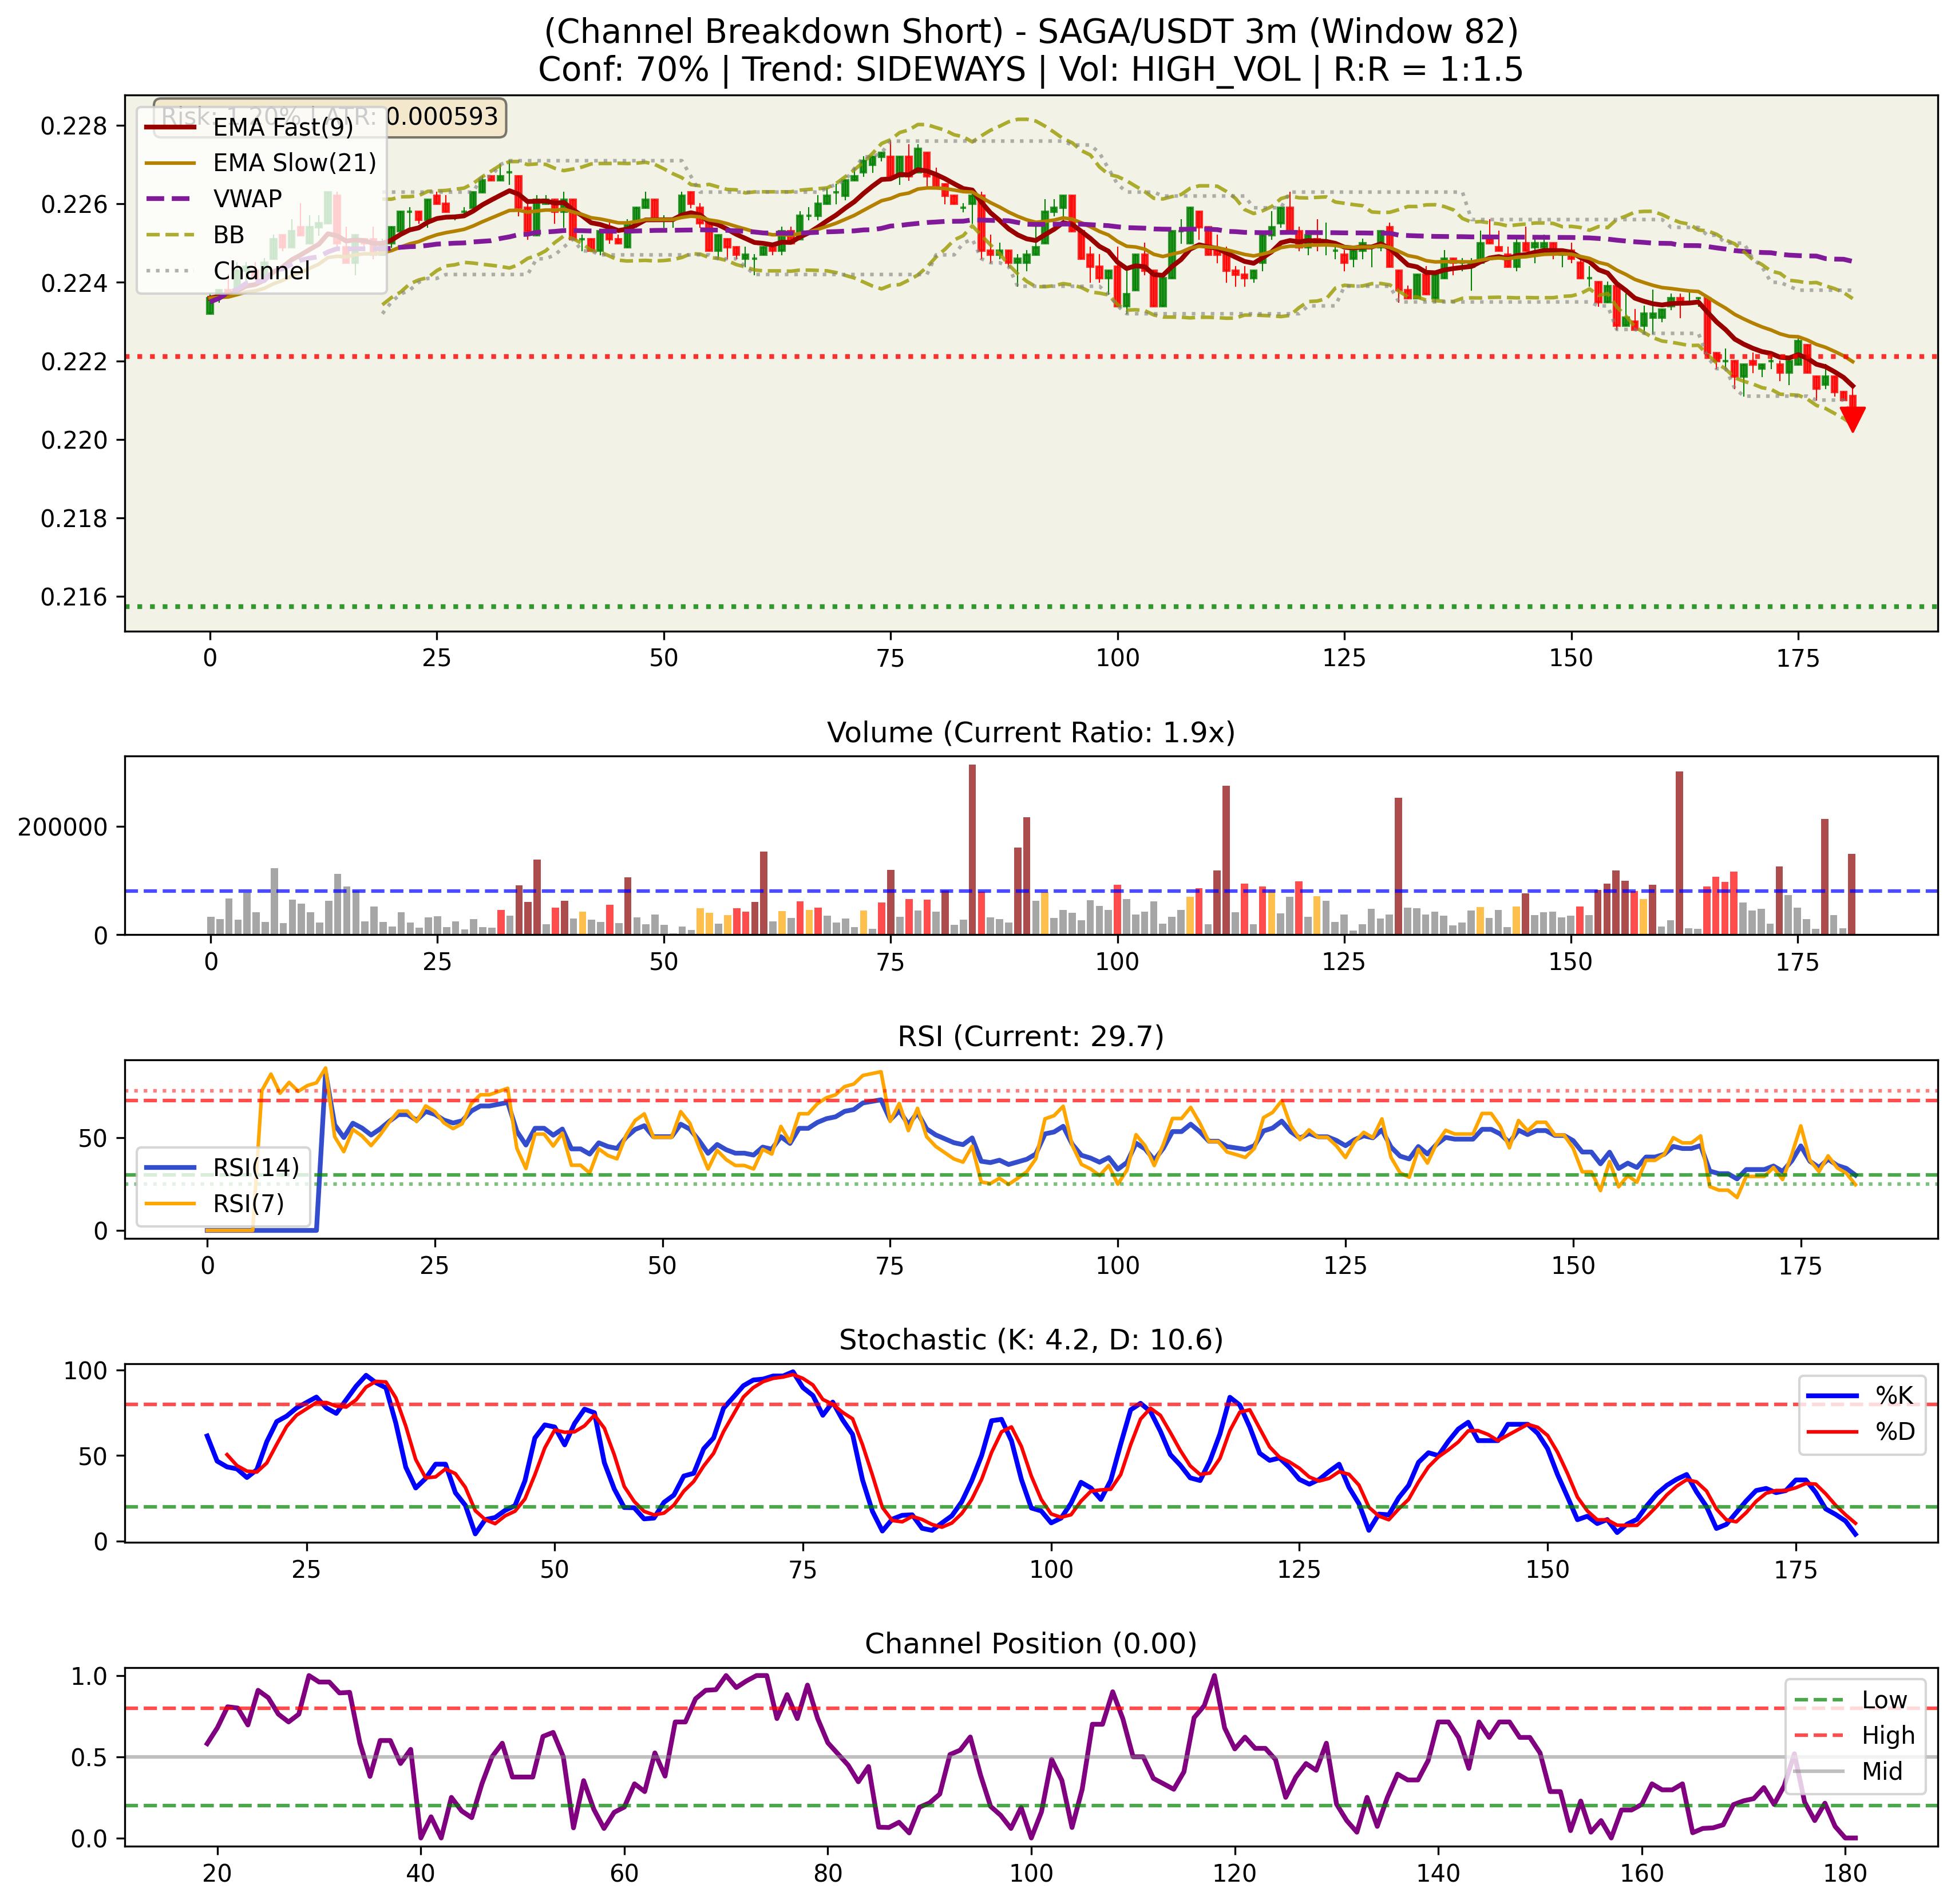 (Channel Breakdown Short) - SAGA/USDT 3m (Window 82)
Conf: 70% | Trend: SIDEWAYS | Vol: HIGH_VOL | R:R = 1:1.5
Risk: 1.20% | ATR: 0.000593
EMA Fast(9)
EMA Slow(21)
VWAP
BB
Channel
0.228
0.226
0.224
0.222
0.220
0.218
0.216
0 25 50 75 100 125 150 175
Volume (Current Ratio: 1.9x)
200000
0
0 25 50 75 100 125 150 175
RSI (Current: 29.7)
50
0
RSI(14)
RSI(7)
0 25 50 75 100 125 150 175
Stochastic (K: 4.2, D: 10.6)
100
50
0
%K
%D
25 50 75 100 125 150 175
Channel Position (0.00)
1.0
0.5
0.0
Low
High
Mid
20 40 60 80 100 120 140 160 180